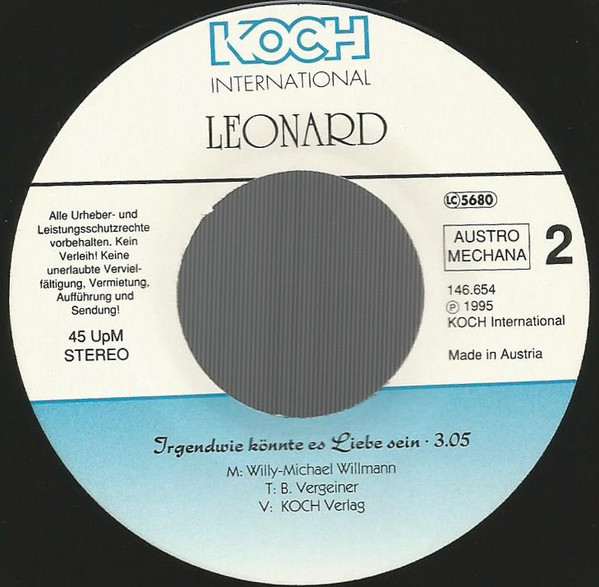 KOCH
INTERNATIONAL
LEONARD
Alle Urheber- und
Leistungsschutzrechte
vorbehalten. Kein
Verleih! Keine
unerlaubte Verviel-
fältigung, Vermietung,
Aufführung und
Sendung!
45 UpM
STEREO
LC 5680
AUSTRO
MECHANA
2
146.654
Ⓟ 1995
KOCH International
Made in Austria
Irgendwie könnte es Liebe sein · 3.05
M: Willy-Michael Willmann
T: B. Vergeiner
V: KOCH Verlag